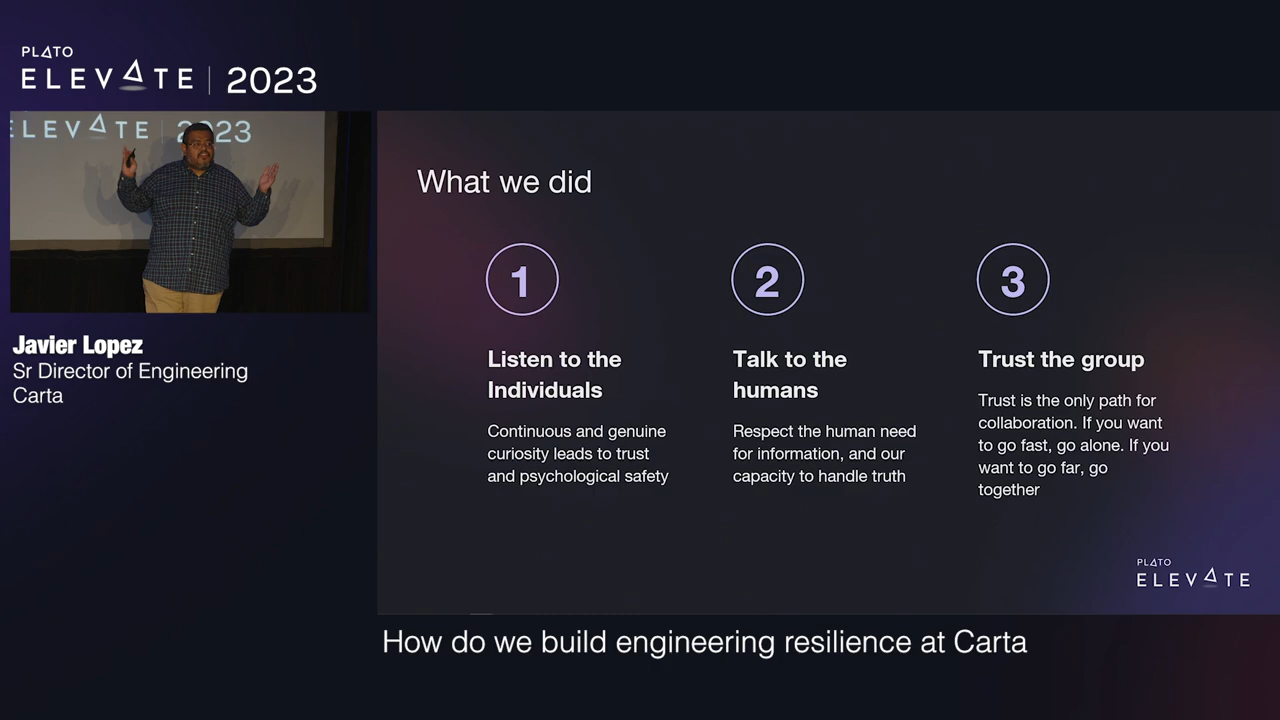 PLATO
ELEVATE | 2023
ELEVATE | 2023
Javier Lopez
Sr Director of Engineering
Carta
What we did
1
2
3
Listen to the
Individuals
Continuous and genuine
curiosity leads to trust
and psychological safety
Talk to the
humans
Respect the human need
for information, and our
capacity to handle truth
Trust the group
Trust is the only path for
collaboration. If you want
to go fast, go alone. If you
want to go far, go
together
PLATO
ELEVATE
How do we build engineering resilience at Carta